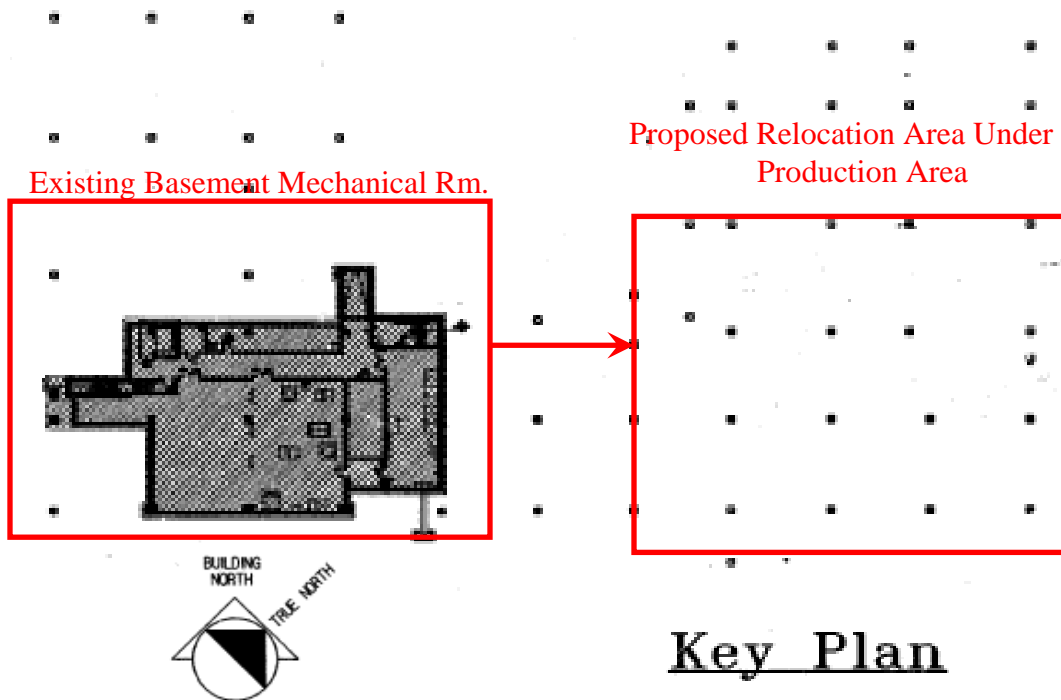 Proposed Relocation Area Under
Production Area
Existing Basement Mechanical Rm.
BUILDING
NORTH
TRUE NORTH
Key Plan